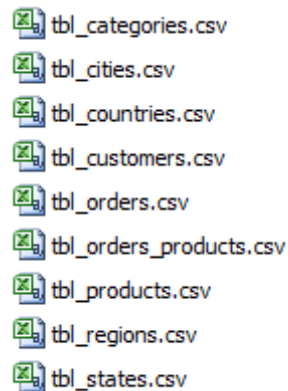 tbl_categories.csv
tbl_cities.csv
tbl_countries.csv
tbl_customers.csv
tbl_orders.csv
tbl_orders_products.csv
tbl_products.csv
tbl_regions.csv
tbl_states.csv